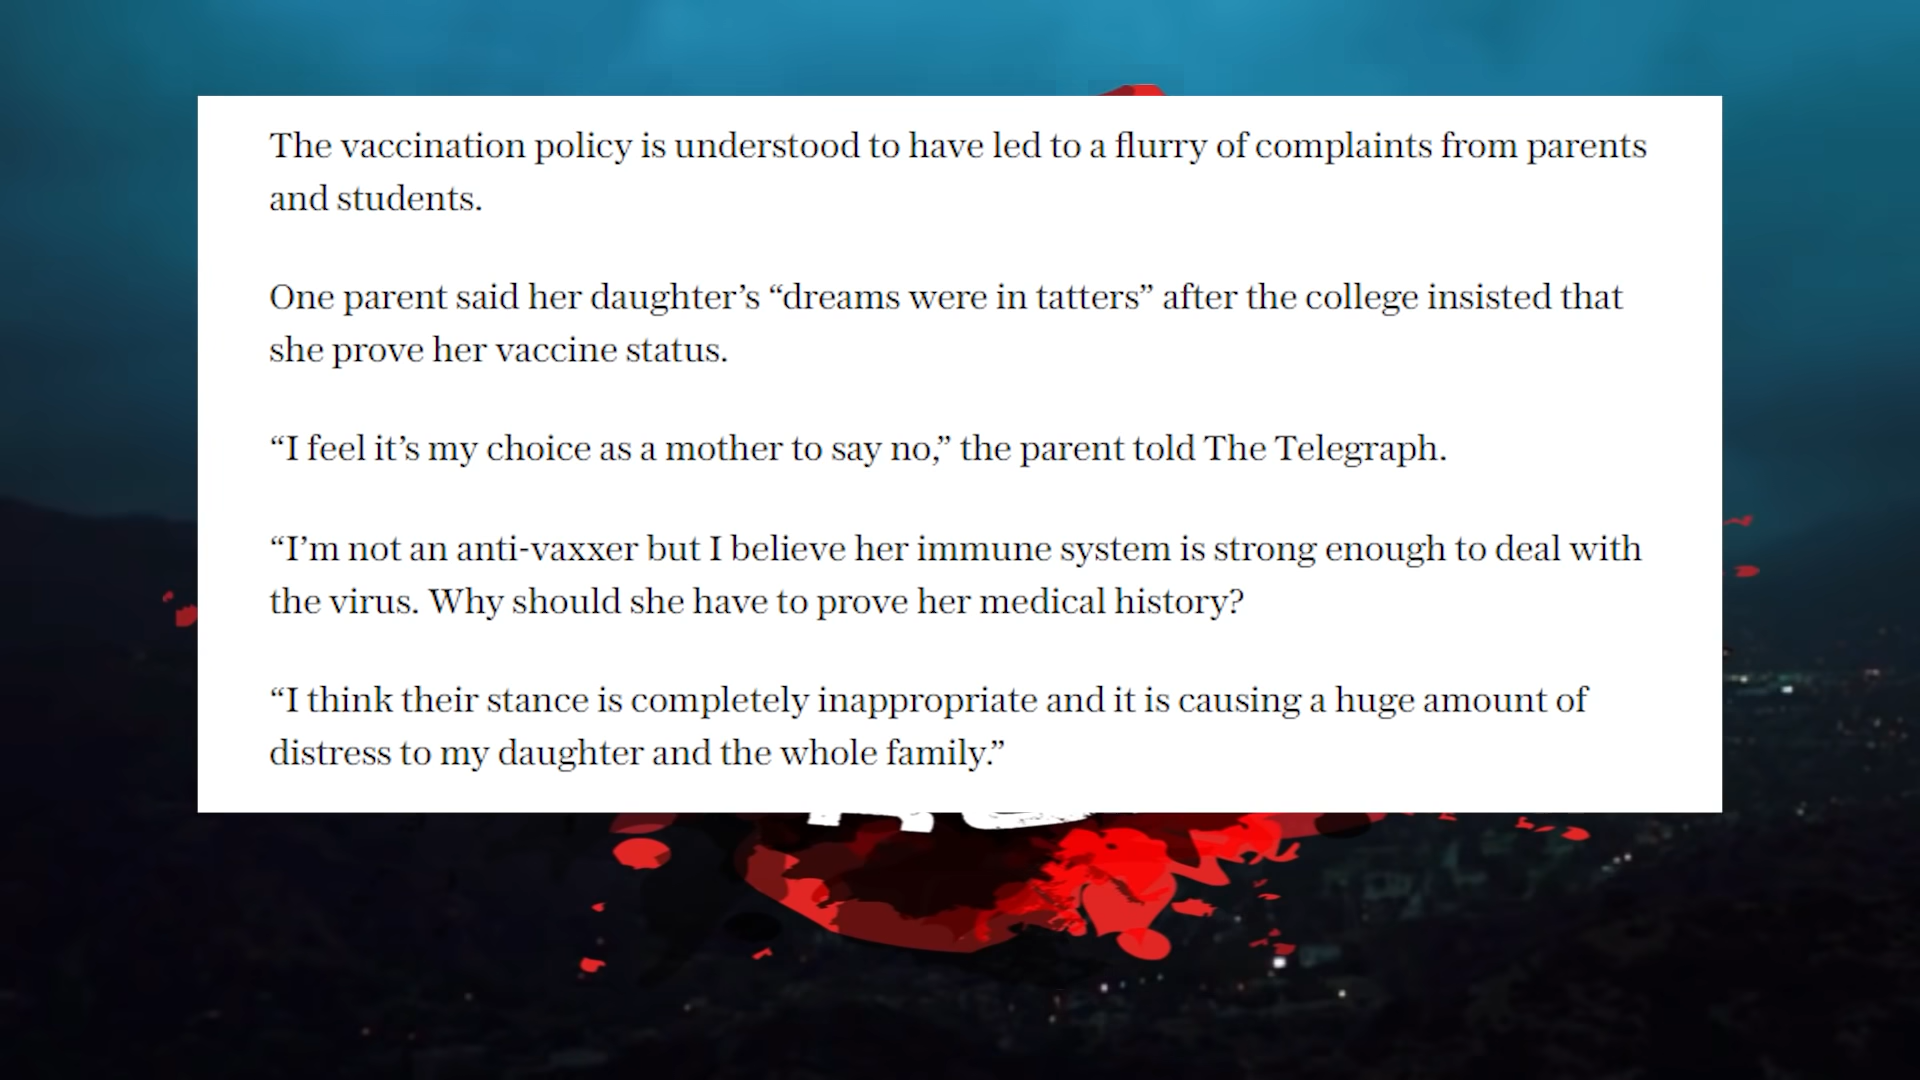 The vaccination policy is understood to have led to a flurry of complaints from parents
and students.
One parent said her daughter’s “dreams were in tatters” after the college insisted that
she prove her vaccine status.
“I feel it’s my choice as a mother to say no,” the parent told The Telegraph.
“I’m not an anti-vaxxer but I believe her immune system is strong enough to deal with
the virus. Why should she have to prove her medical history?
“I think their stance is completely inappropriate and it is causing a huge amount of
distress to my daughter and the whole family.”